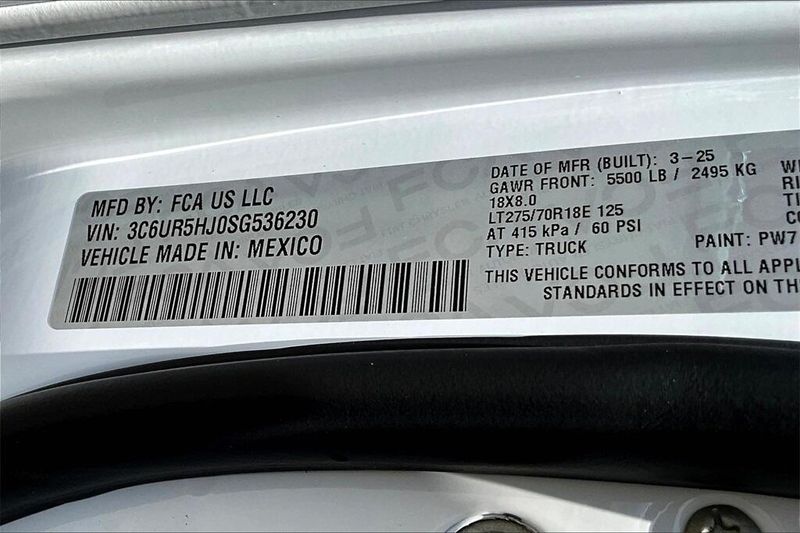 MFD BY: FCA US LLC
VIN: 3C6UR5HJ0SG536230
VEHICLE MADE IN: MEXICO
DATE OF MFR (BUILT): 3-25
GAWR FRONT: 5500 LB / 2495 KG
18X8.0
LT275/70R18E 125
AT 415 kPa / 60 PSI
TYPE: TRUCK
PAINT: PW7
THIS VEHICLE CONFORMS TO ALL APPL
STANDARDS IN EFFECT ON TH